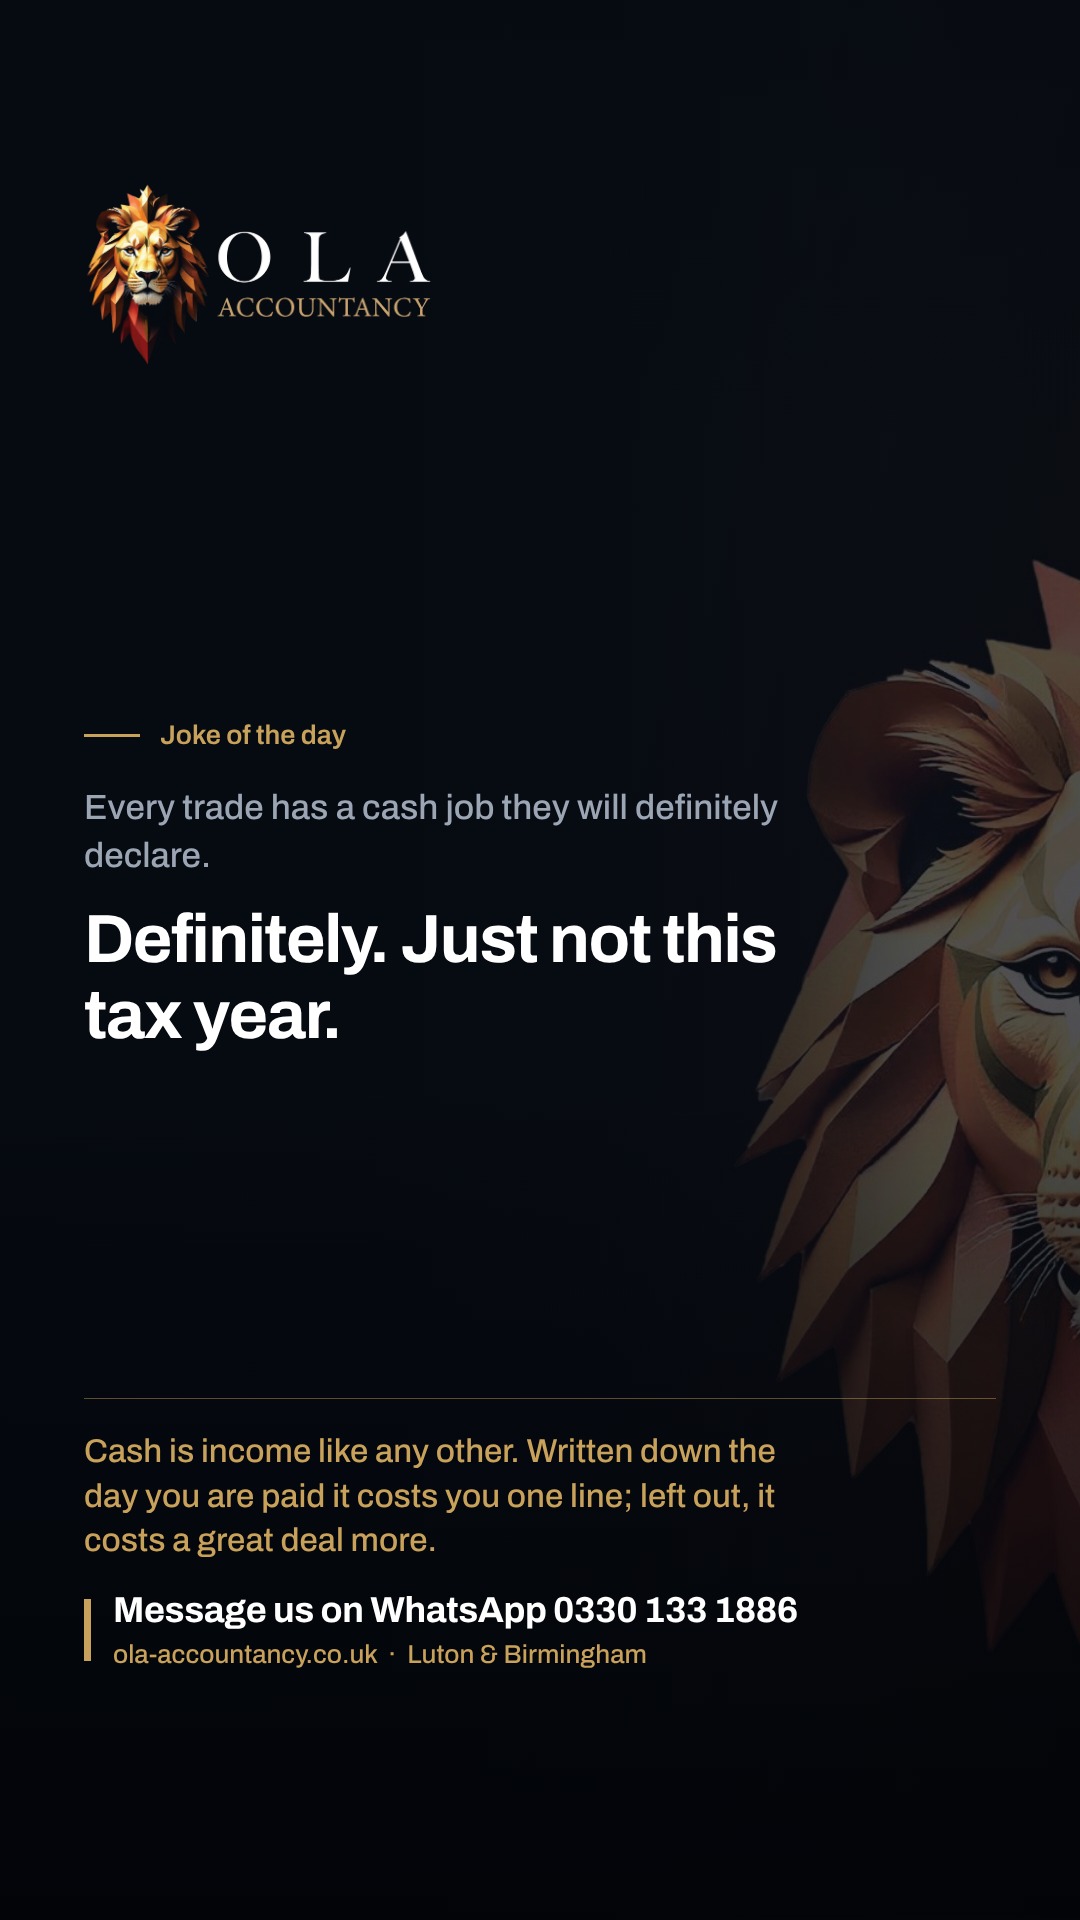 OLA
ACCOUNTANCY
Joke of the day
Every trade has a cash job they will definitely
declare.
Definitely. Just not this
tax year.
Cash is income like any other. Written down the
day you are paid it costs you one line; left out, it
costs a great deal more.
Message us on WhatsApp 0330 133 1886
ola-accountancy.co.uk · Luton & Birmingham